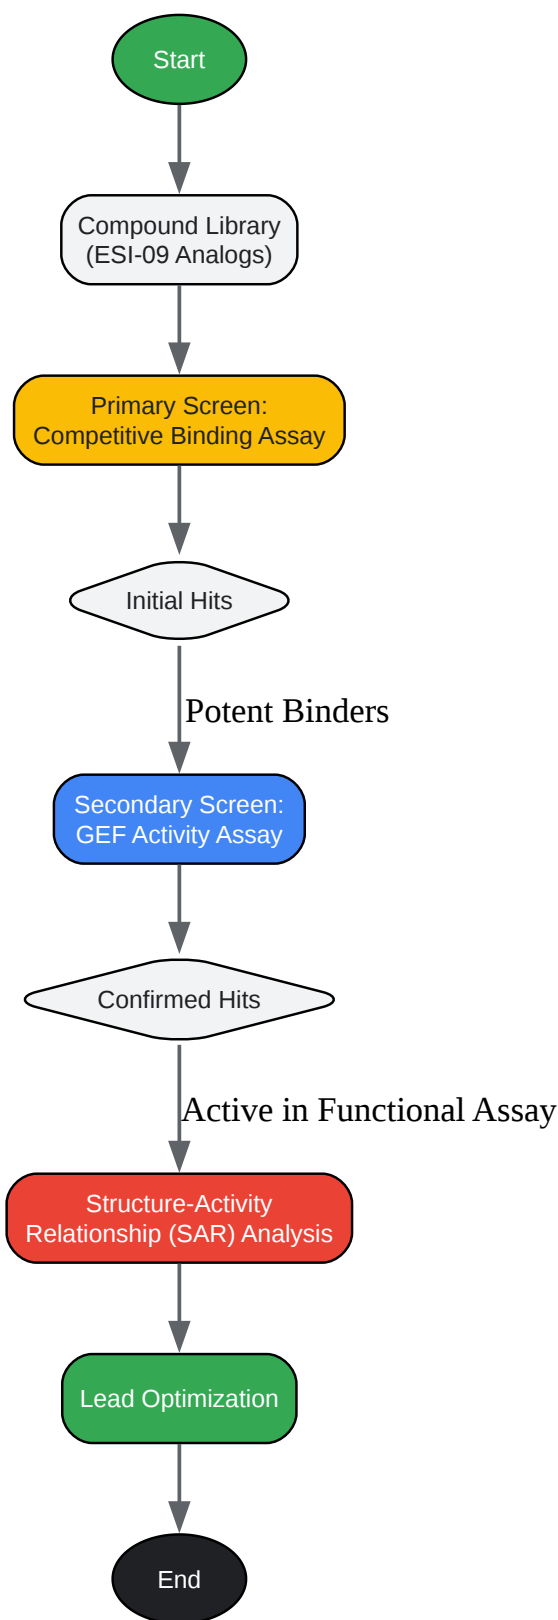 Start
Compound Library
(ESI-09 Analogs)
Primary Screen:
Competitive Binding Assay
Initial Hits
Potent Binders
Secondary Screen:
GEF Activity Assay
Confirmed Hits
Active in Functional Assay
Structure-Activity
Relationship (SAR) Analysis
Lead Optimization
End